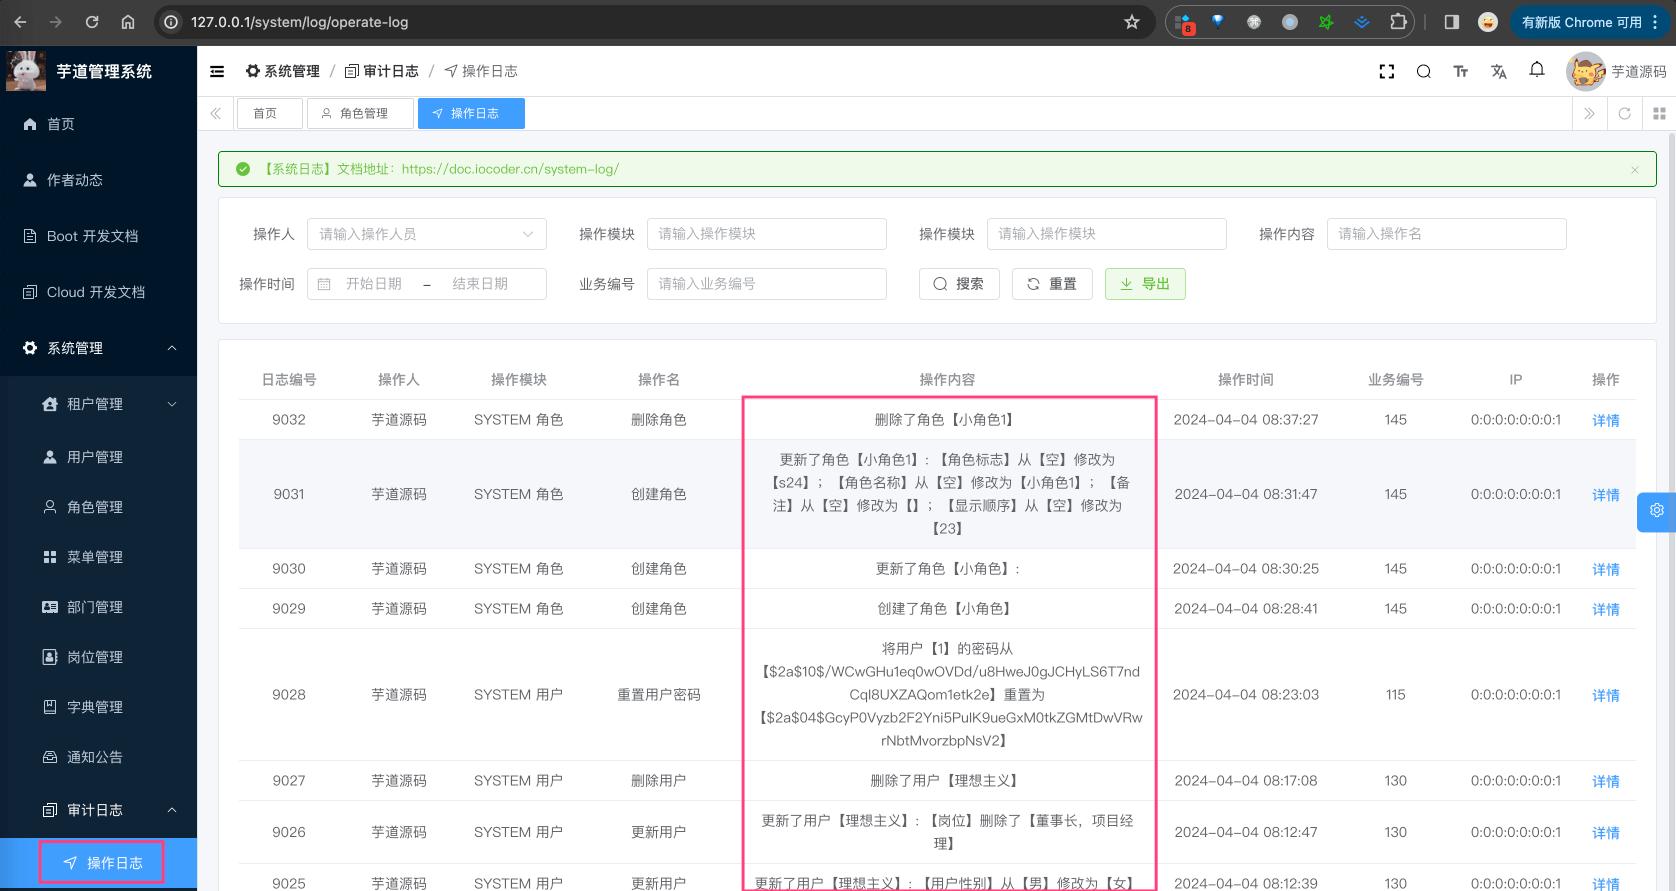 127.0.0.1/system/log/operate-log
8
有新版 Chrome 可用
芋道管理系统
系统管理 / 审计日志 / 操作日志
芋道源码
首页
角色管理
操作日志
首页
作者动态
Boot 开发文档
Cloud 开发文档
系统管理
租户管理
用户管理
角色管理
菜单管理
部门管理
岗位管理
字典管理
通知公告
审计日志
操作日志
【系统日志】文档地址：https://doc.iocoder.cn/system-log/
操作人 请输入操作人员 操作模块 请输入操作模块 操作模块 请输入操作模块 操作内容 请输入操作名
操作时间 开始日期 – 结束日期 业务编号 请输入业务编号 搜索 重置 导出
日志编号 操作人 操作模块 操作名 操作内容 操作时间 业务编号 IP 操作
9032 芋道源码 SYSTEM 角色 删除角色 删除了角色【小角色1】 2024-04-04 08:37:27 145 0:0:0:0:0:0:0:1 详情
更新了角色【小角色1】:【角色标志】从【空】修改为
【s24】；【角色名称】从【空】修改为【小角色1】；【备
9031 芋道源码 SYSTEM 角色 创建角色 2024-04-04 08:31:47 145 0:0:0:0:0:0:0:1 详情
注】从【空】修改为【】；【显示顺序】从【空】修改为
【23】
9030 芋道源码 SYSTEM 角色 创建角色 更新了角色【小角色】: 2024-04-04 08:30:25 145 0:0:0:0:0:0:0:1 详情
9029 芋道源码 SYSTEM 角色 创建角色 创建了角色【小角色】 2024-04-04 08:28:41 145 0:0:0:0:0:0:0:1 详情
将用户【1】的密码从
【$2a$10$/WCwGHu1eq0wOVDd/u8HweJ0gJCHyLS6T7nd
9028 芋道源码 SYSTEM 用户 重置用户密码 CqI8UXZAQom1etk2e】重置为 2024-04-04 08:23:03 115 0:0:0:0:0:0:0:1 详情
【$2a$04$GcyP0Vyzb2F2Yni5PuIK9ueGxM0tkZGMtDwVRw
rNbtMvorzbpNsV2】
9027 芋道源码 SYSTEM 用户 删除用户 删除了用户【理想主义】 2024-04-04 08:17:08 130 0:0:0:0:0:0:0:1 详情
更新了用户【理想主义】:【岗位】删除了【董事长，项目经
9026 芋道源码 SYSTEM 用户 更新用户 2024-04-04 08:12:47 130 0:0:0:0:0:0:0:1 详情
理】
9025 芋道源码 SYSTEM 用户 更新用户 更新了用户【理想主义】:【用户性别】从【男】修改为【女】 2024-04-04 08:12:39 130 0:0:0:0:0:0:0:1 详情